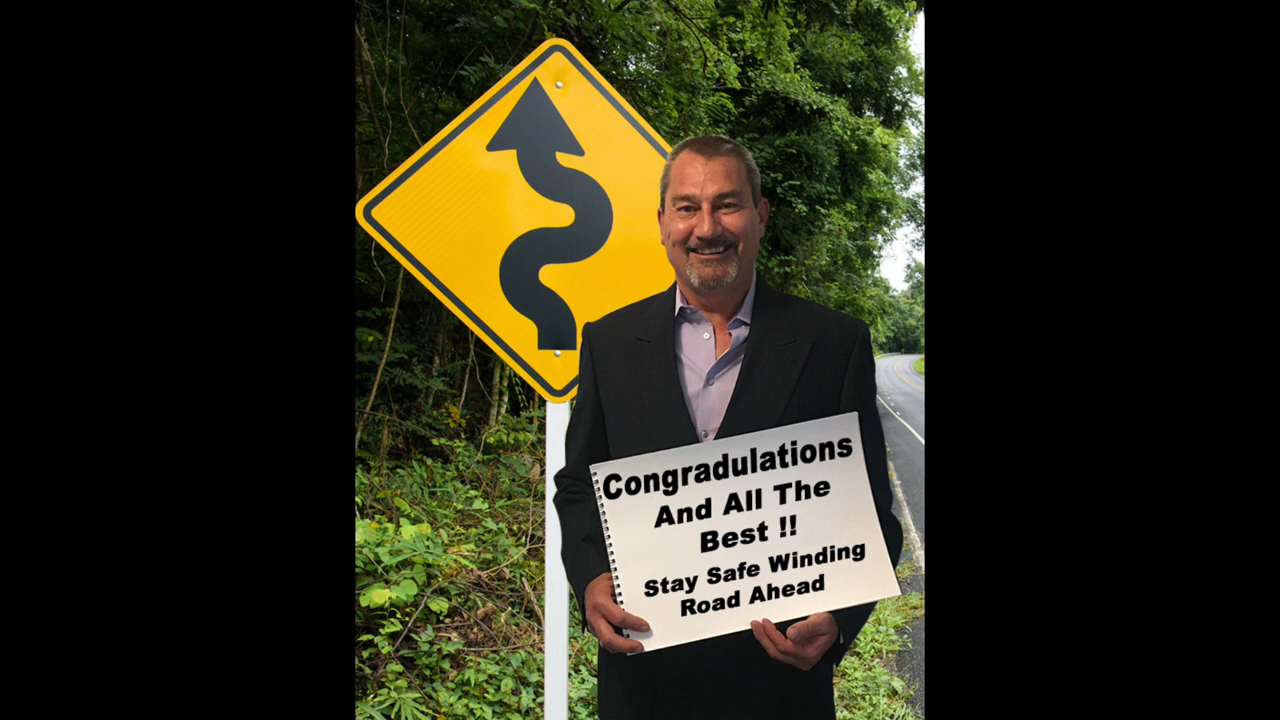 Congradulations
And All The
Best !!
Stay Safe Winding
Road Ahead